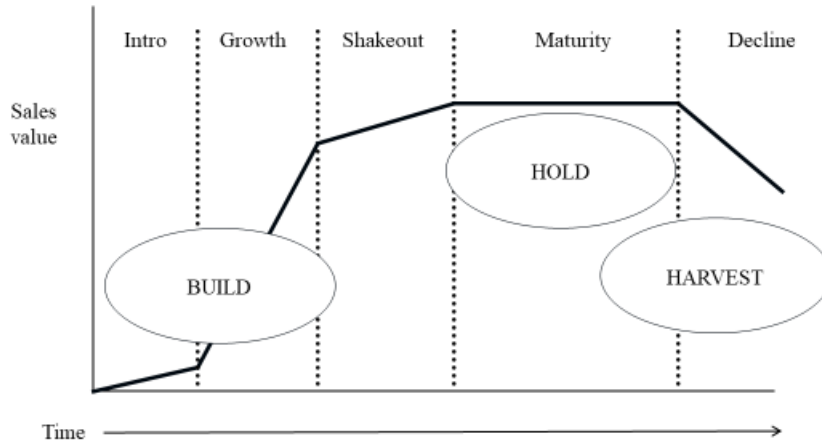 Intro Growth Shakeout Maturity Decline
Sales
value
HOLD
HARVEST
BUILD
Time